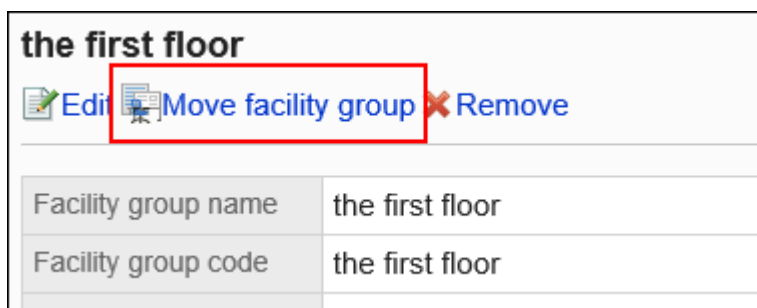 the first floor
Edit Move facility group Remove
Facility group name the first floor
Facility group code the first floor